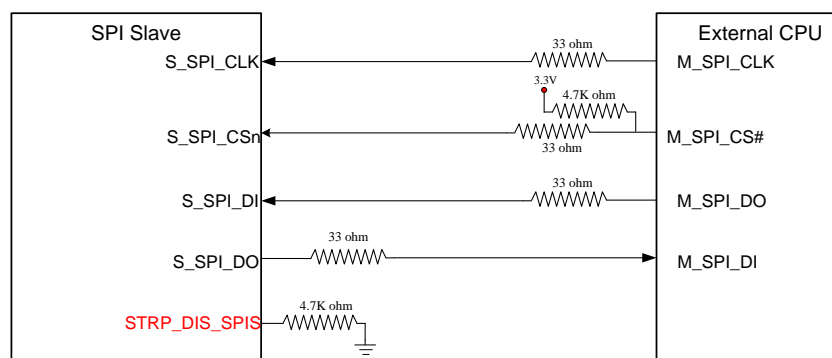 SPI Slave
External CPU
33 ohm
S_SPI_CLK
M_SPI_CLK
3.3V
4.7K ohm
S_SPI_CSn
M_SPI_CS#
33 ohm
33 ohm
S_SPI_DI
M_SPI_DO
33 ohm
S_SPI_DO
M_SPI_DI
4.7K ohm
STRP_DIS_SPIS